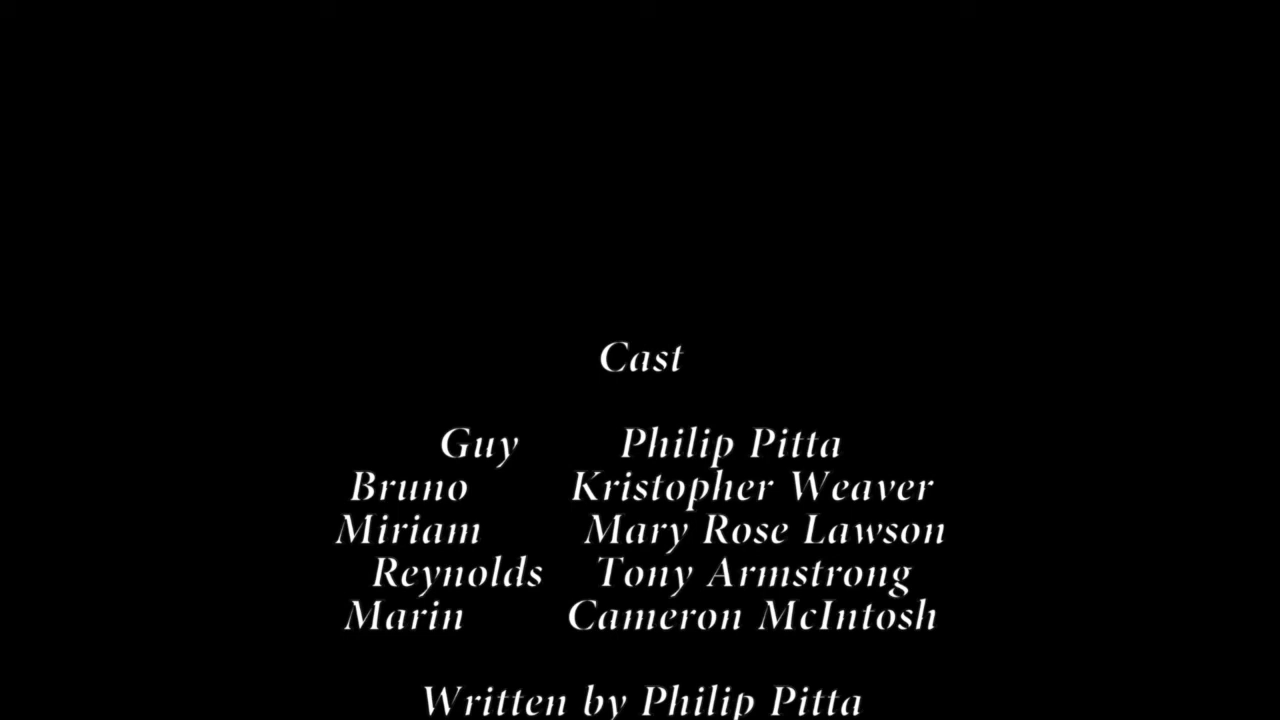 Cast
Guy Philip Pitta
Bruno Kristopher Weaver
Miriam Mary Rose Lawson
Reynolds Tony Armstrong
Marin Cameron McIntosh
Written by Philip Pitta